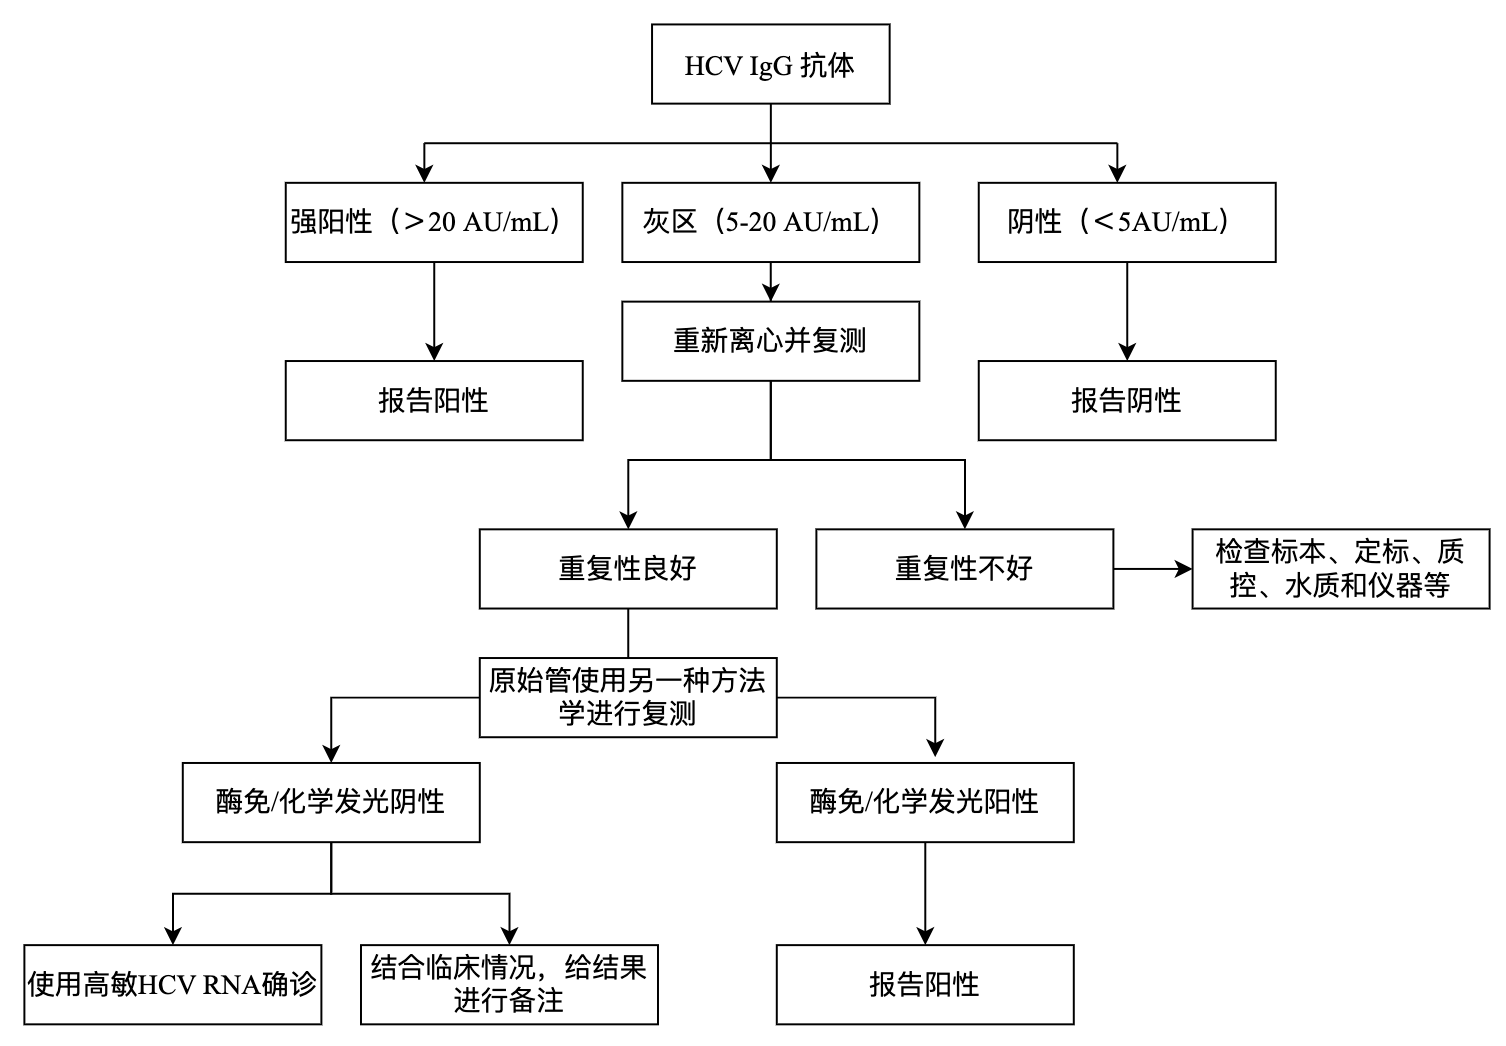 HCV IgG 抗体
强阳性（＞20 AU/mL）
灰区（5-20 AU/mL）
阴性（＜5AU/mL）
重新离心并复测
报告阳性
报告阴性
重复性良好
重复性不好
检查标本、定标、质
控、水质和仪器等
原始管使用另一种方法
学进行复测
酶免/化学发光阴性
酶免/化学发光阳性
使用高敏HCV RNA确诊
结合临床情况，给结果
进行备注
报告阳性